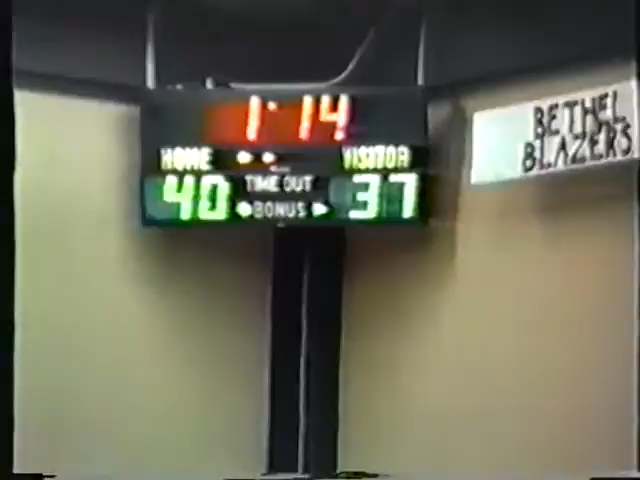 1:14
HOME VISITOR
40 TIME OUT 37
BONUS
BETHEL
BLAZERS